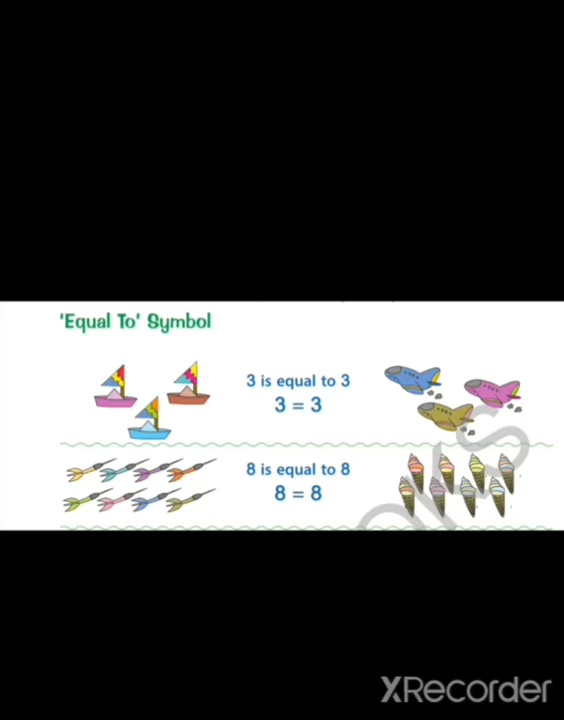 'Equal To' Symbol
3 is equal to 3
3 = 3
8 is equal to 8
8 = 8
XRecorder